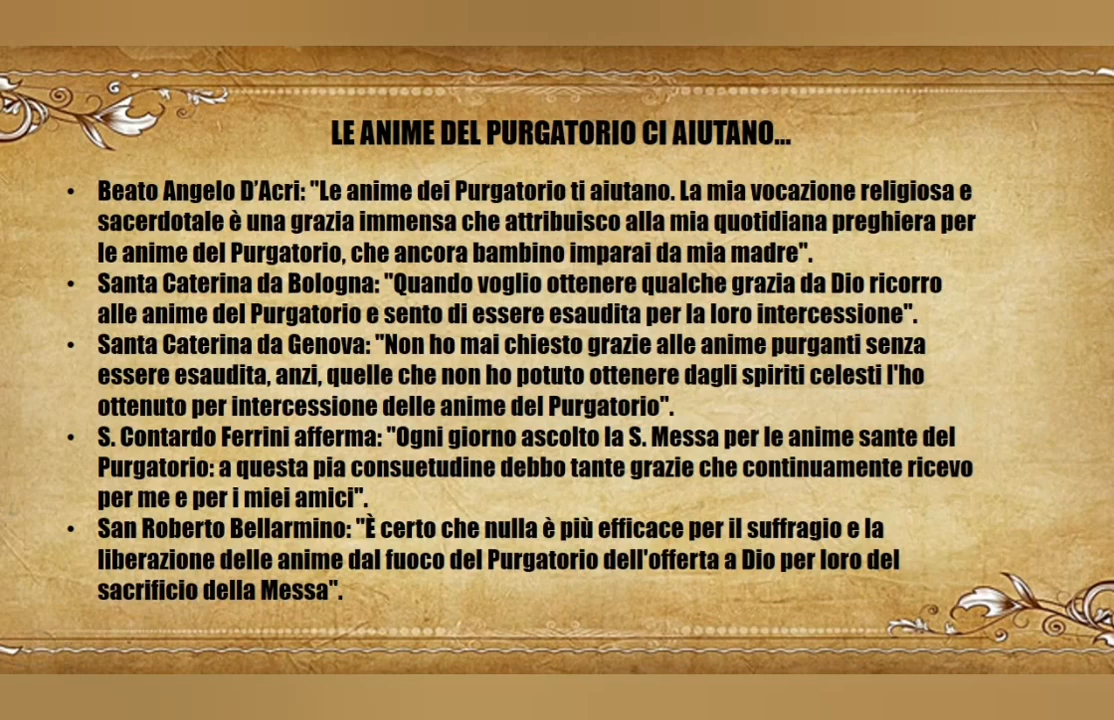 LE ANIME DEL PURGATORIO CI AIUTANO...
• Beato Angelo D'Acri: "Le anime dei Purgatorio ti aiutano. La mia vocazione religiosa e
sacerdotale è una grazia immensa che attribuisco alla mia quotidiana preghiera per
le anime del Purgatorio, che ancora bambino imparai da mia madre".
• Santa Caterina da Bologna: "Quando voglio ottenere qualche grazia da Dio ricorro
alle anime del Purgatorio e sento di essere esaudita per la loro intercessione".
• Santa Caterina da Genova: "Non ho mai chiesto grazie alle anime purganti senza
essere esaudita, anzi, quelle che non ho potuto ottenere dagli spiriti celesti l'ho
ottenuto per intercessione delle anime del Purgatorio".
• S. Contardo Ferrini afferma: "Ogni giorno ascolto la S. Messa per le anime sante del
Purgatorio: a questa pia consuetudine debbo tante grazie che continuamente ricevo
per me e per i miei amici".
• San Roberto Bellarmino: "È certo che nulla è più efficace per il suffragio e la
liberazione delle anime dal fuoco del Purgatorio dell'offerta a Dio per loro del
sacrificio della Messa".